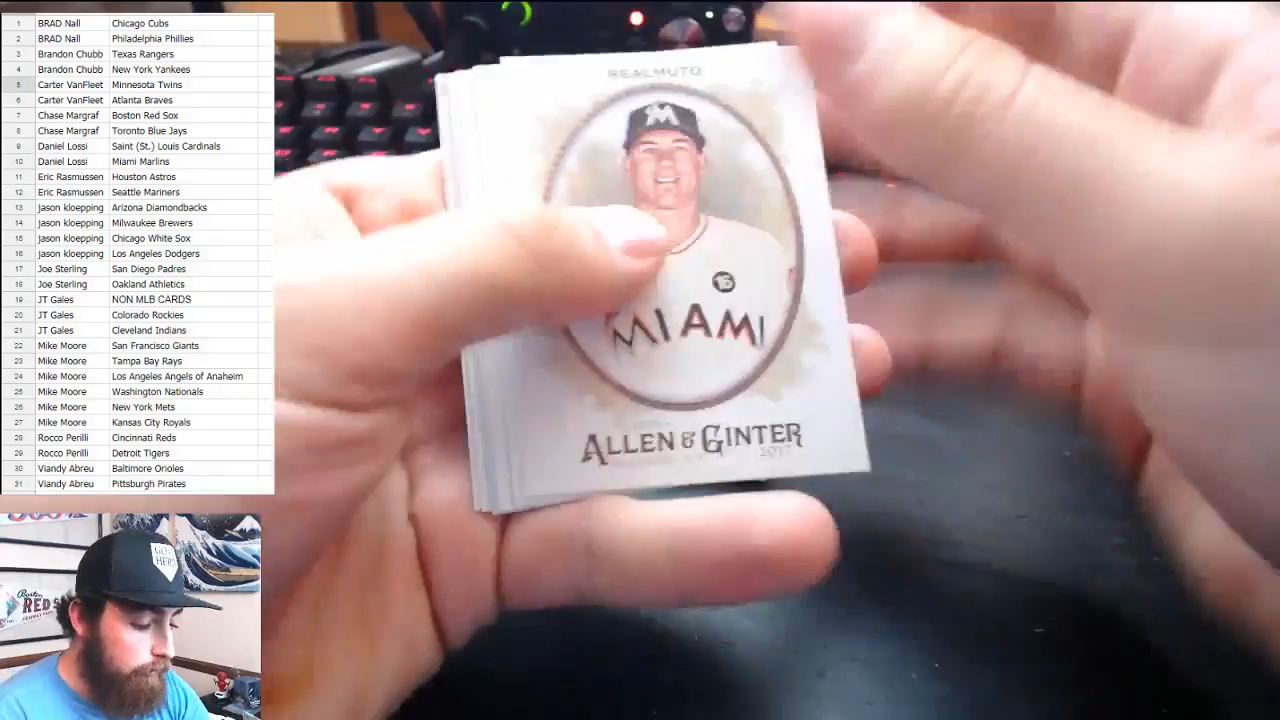 1 BRAD Nall Chicago Cubs
2 BRAD Nall Philadelphia Phillies
3 Brandon Chubb Texas Rangers
4 Brandon Chubb New York Yankees
5 Carter VanFleet Minnesota Twins
6 Carter VanFleet Atlanta Braves
7 Chase Margraf Boston Red Sox
8 Chase Margraf Toronto Blue Jays
9 Daniel Lossi Saint (St.) Louis Cardinals
10 Daniel Lossi Miami Marlins
11 Eric Rasmussen Houston Astros
12 Eric Rasmussen Seattle Mariners
13 jason kloepping Arizona Diamondbacks
14 jason kloepping Milwaukee Brewers
15 jason kloepping Chicago White Sox
16 jason kloepping Los Angeles Dodgers
17 Joe Sterling San Diego Padres
18 Joe Sterling Oakland Athletics
19 JT Gales NON MLB CARDS
20 JT Gales Colorado Rockies
21 JT Gales Cleveland Indians
22 Mike Moore San Francisco Giants
23 Mike Moore Tampa Bay Rays
24 Mike Moore Los Angeles Angels of Anaheim
25 Mike Moore Washington Nationals
26 Mike Moore New York Mets
27 Mike Moore Kansas City Royals
28 Rocco Perilli Cincinnati Reds
29 Rocco Perilli Detroit Tigers
30 Viandy Abreu Baltimore Orioles
31 Viandy Abreu Pittsburgh Pirates
REALMUTO
M
16
MIAMI
ALLEN & GINTER
2017
Boston
RED S